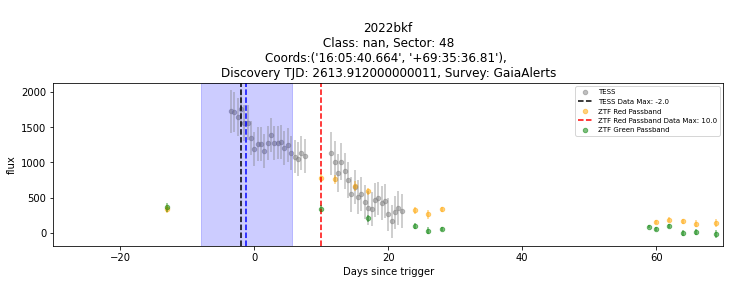 2022bkf
Class: nan, Sector: 48
Coords:('16:05:40.664', '+69:35:36.81'),
Discovery TJD: 2613.912000000011, Survey: GaiaAlerts
TESS
TESS Data Max: -2.0
ZTF Red Passband
ZTF Red Passband Data Max: 10.0
ZTF Green Passband
2000
1500
1000
500
0
flux
−20
0
20
40
60
Days since trigger